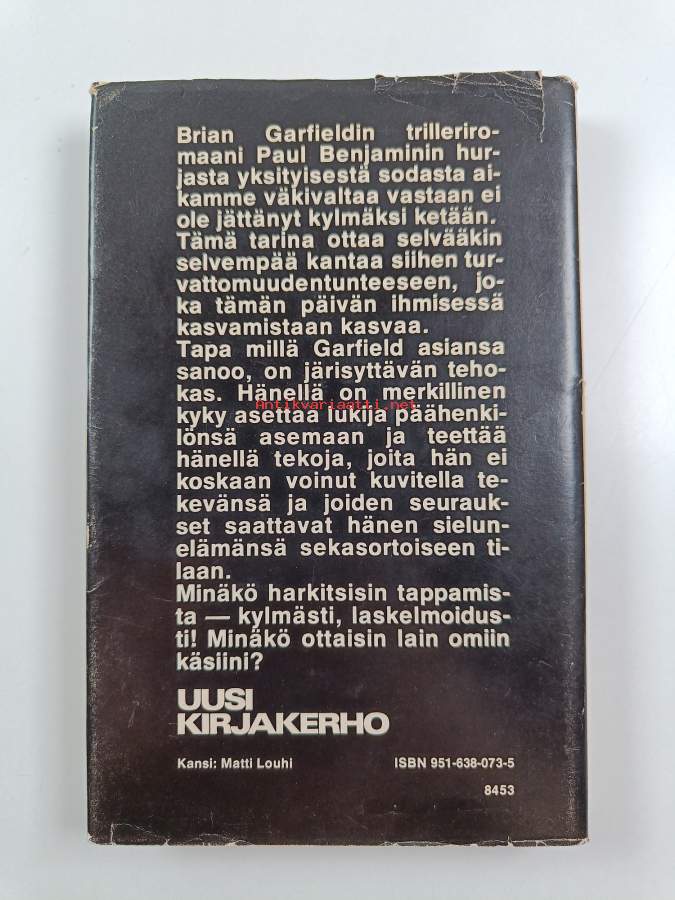 Brian Garfieldin trilleriro-
maani Paul Benjaminin hur-
jasta yksityisestä sodasta ai-
kamme väkivaltaa vastaan ei
ole jättänyt kylmäksi ketään.
Tämä tarina ottaa selvääkin
selvempää kantaa siihen tur-
vattomuudentunteeseen, jo-
ka tämän päivän ihmisessä
kasvamistaan kasvaa.
Tapa millä Garfield asiansa
sanoo, on järisyttävän teho-
kas. Hänellä on merkillinen
Antikvariaatti.net
kyky asettaa lukija päähenki-
lönsä asemaan ja teettää
hänellä tekoja, joita hän ei
koskaan voinut kuvitella te-
kevänsä ja joiden seurauk-
set saattavat hänen sielun-
elämänsä sekasortoiseen ti-
laan.
Minäkö harkitsisin tappamis-
ta — kylmästi, laskelmoidus-
ti! Minäkö ottaisin lain omiin
käsiini?
UUSI
KIRJAKERHO
Kansi: Matti Louhi ISBN 951-638-073-5
8453